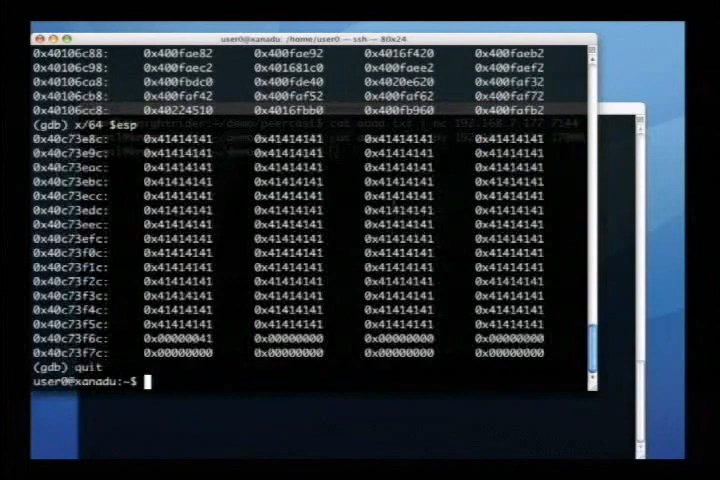 user0@xanadu: /home/user0 — ssh — 80x24
0x40106c88: 0x400fae82 0x400fae92 0x4016f420 0x400faeb2
0x40106c98: 0x400faec2 0x401681c0 0x400faee2 0x400faef2
0x40106ca8: 0x400fbdc0 0x400fde40 0x4020e620 0x400faf32
0x40106cb8: 0x400faf42 0x400faf52 0x400faf62 0x400faf72
0x40106cc8: 0x40224510 0x4016fbb0 0x400fb960 0x400fafb2
(gdb) x/64 $esp
0x40c73e8c: 0x41414141 0x41414141 0x41414141 0x41414141
0x40c73e9c: 0x41414141 0x41414141 0x41414141 0x41414141
0x40c73eac: 0x41414141 0x41414141 0x41414141 0x41414141
0x40c73ebc: 0x41414141 0x41414141 0x41414141 0x41414141
0x40c73ecc: 0x41414141 0x41414141 0x41414141 0x41414141
0x40c73edc: 0x41414141 0x41414141 0x41414141 0x41414141
0x40c73eec: 0x41414141 0x41414141 0x41414141 0x41414141
0x40c73efc: 0x41414141 0x41414141 0x41414141 0x41414141
0x40c73f0c: 0x41414141 0x41414141 0x41414141 0x41414141
0x40c73f1c: 0x41414141 0x41414141 0x41414141 0x41414141
0x40c73f2c: 0x41414141 0x41414141 0x41414141 0x41414141
0x40c73f3c: 0x41414141 0x41414141 0x41414141 0x41414141
0x40c73f4c: 0x41414141 0x41414141 0x41414141 0x41414141
0x40c73f5c: 0x41414141 0x41414141 0x41414141 0x41414141
0x40c73f6c: 0x00000041 0x00000000 0x00000000 0x00000000
0x40c73f7c: 0x00000000 0x00000000 0x00000000 0x00000000
(gdb) quit
user0@xanadu:~$